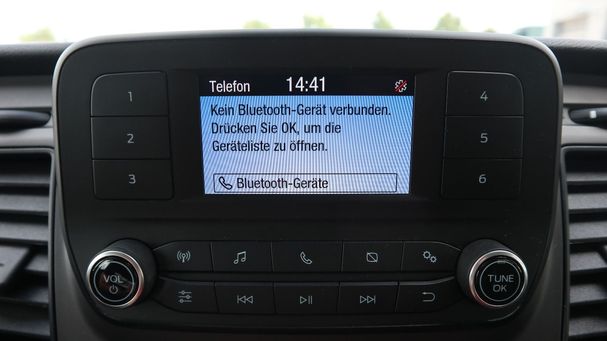 Telefon 14:41
Kein Bluetooth-Gerät verbunden.
Drücken Sie OK, um die
Geräteliste zu öffnen.
Bluetooth-Geräte
1
2
3
4
5
6
VOL
TUNE
OK